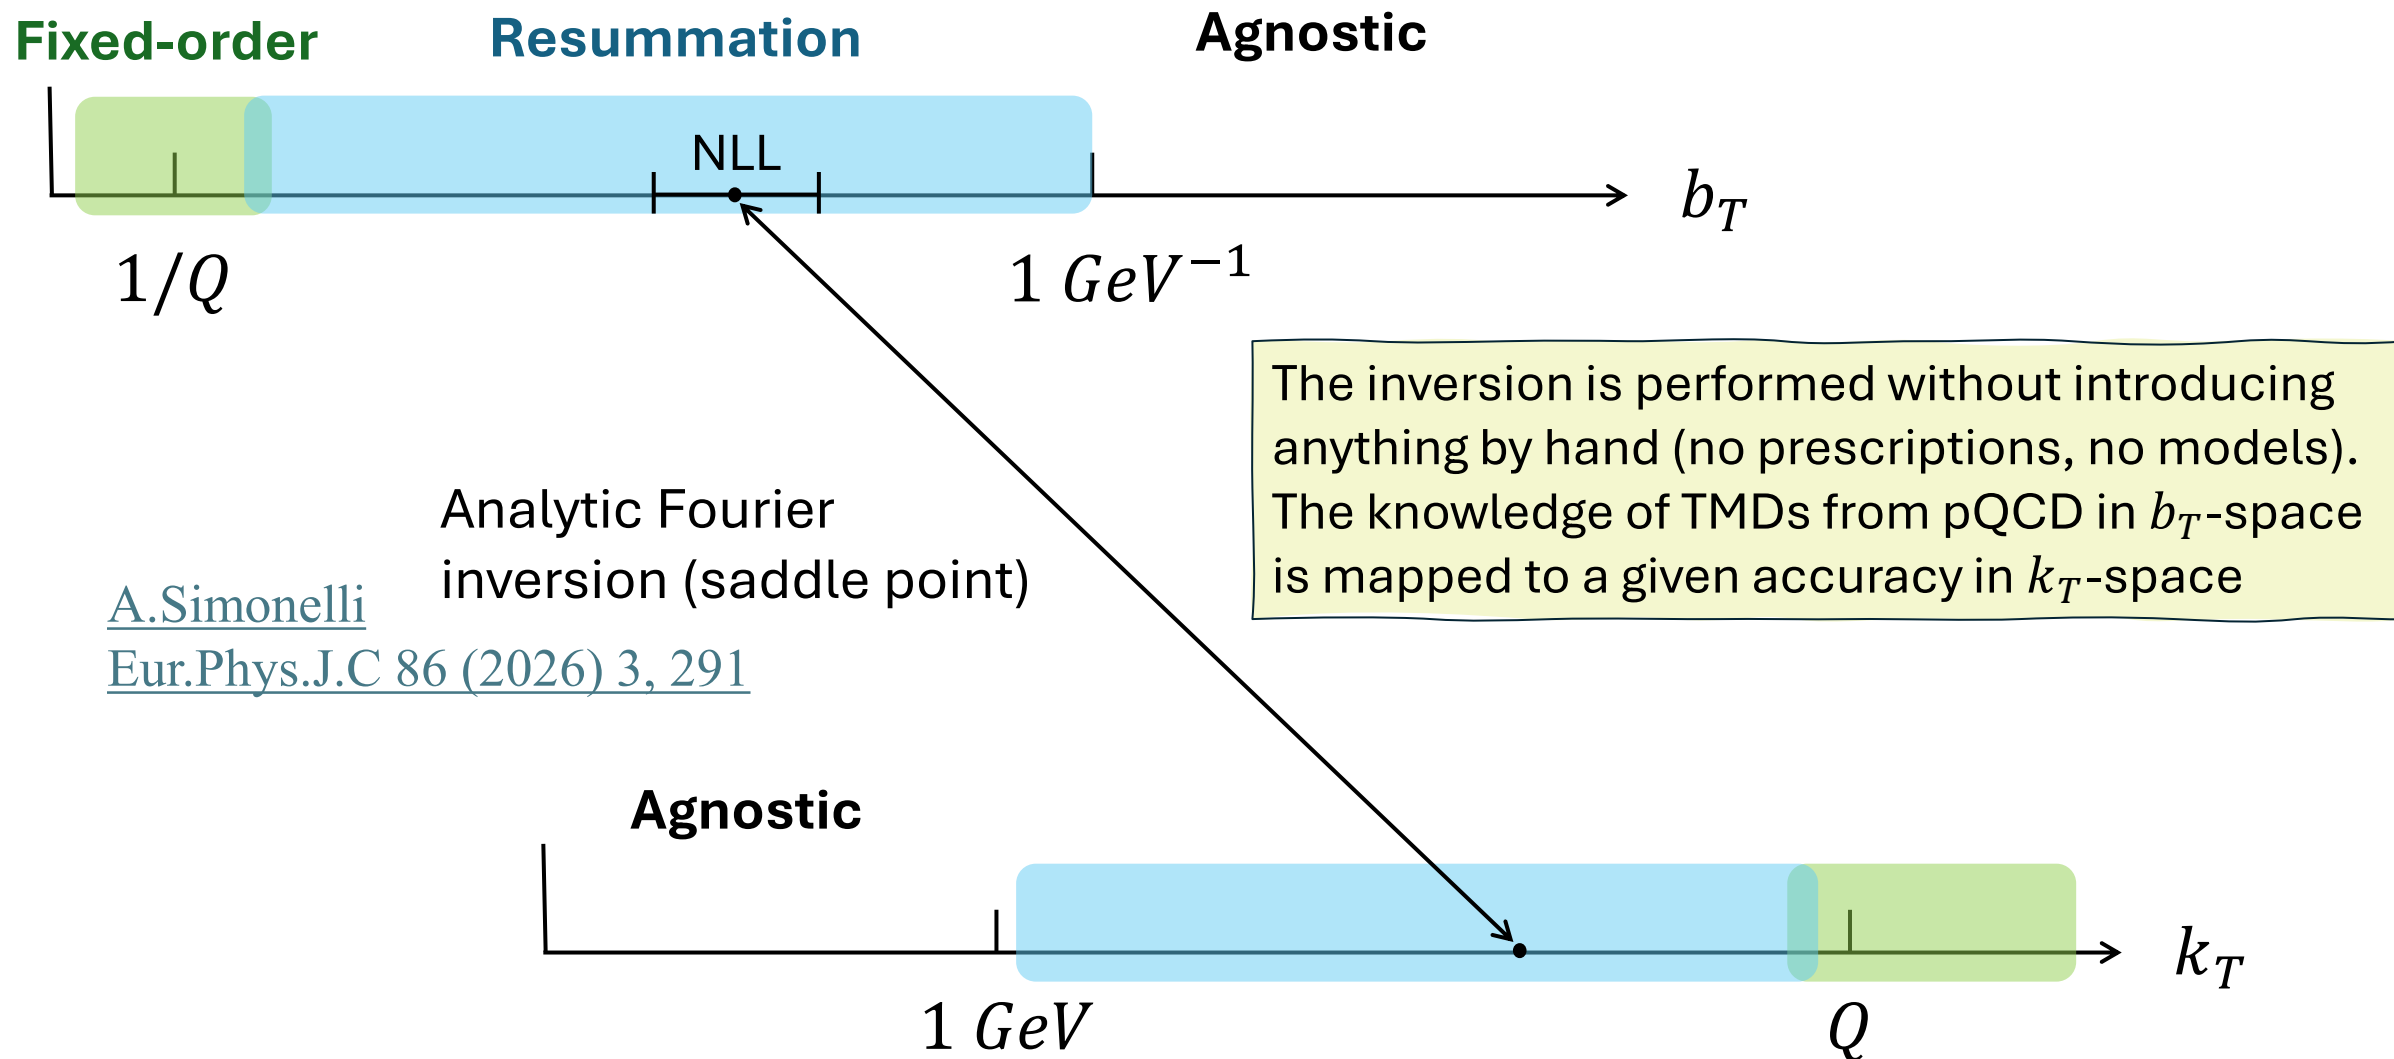 Fixed-order
Resummation
Agnostic
NLL
b_T
1/Q
1 GeV⁻¹
The inversion is performed without introducing
anything by hand (no prescriptions, no models).
The knowledge of TMDs from pQCD in b_T-space
is mapped to a given accuracy in k_T-space
Analytic Fourier
inversion (saddle point)
A.Simonelli
Eur.Phys.J.C 86 (2026) 3, 291
Agnostic
k_T
1 GeV
Q